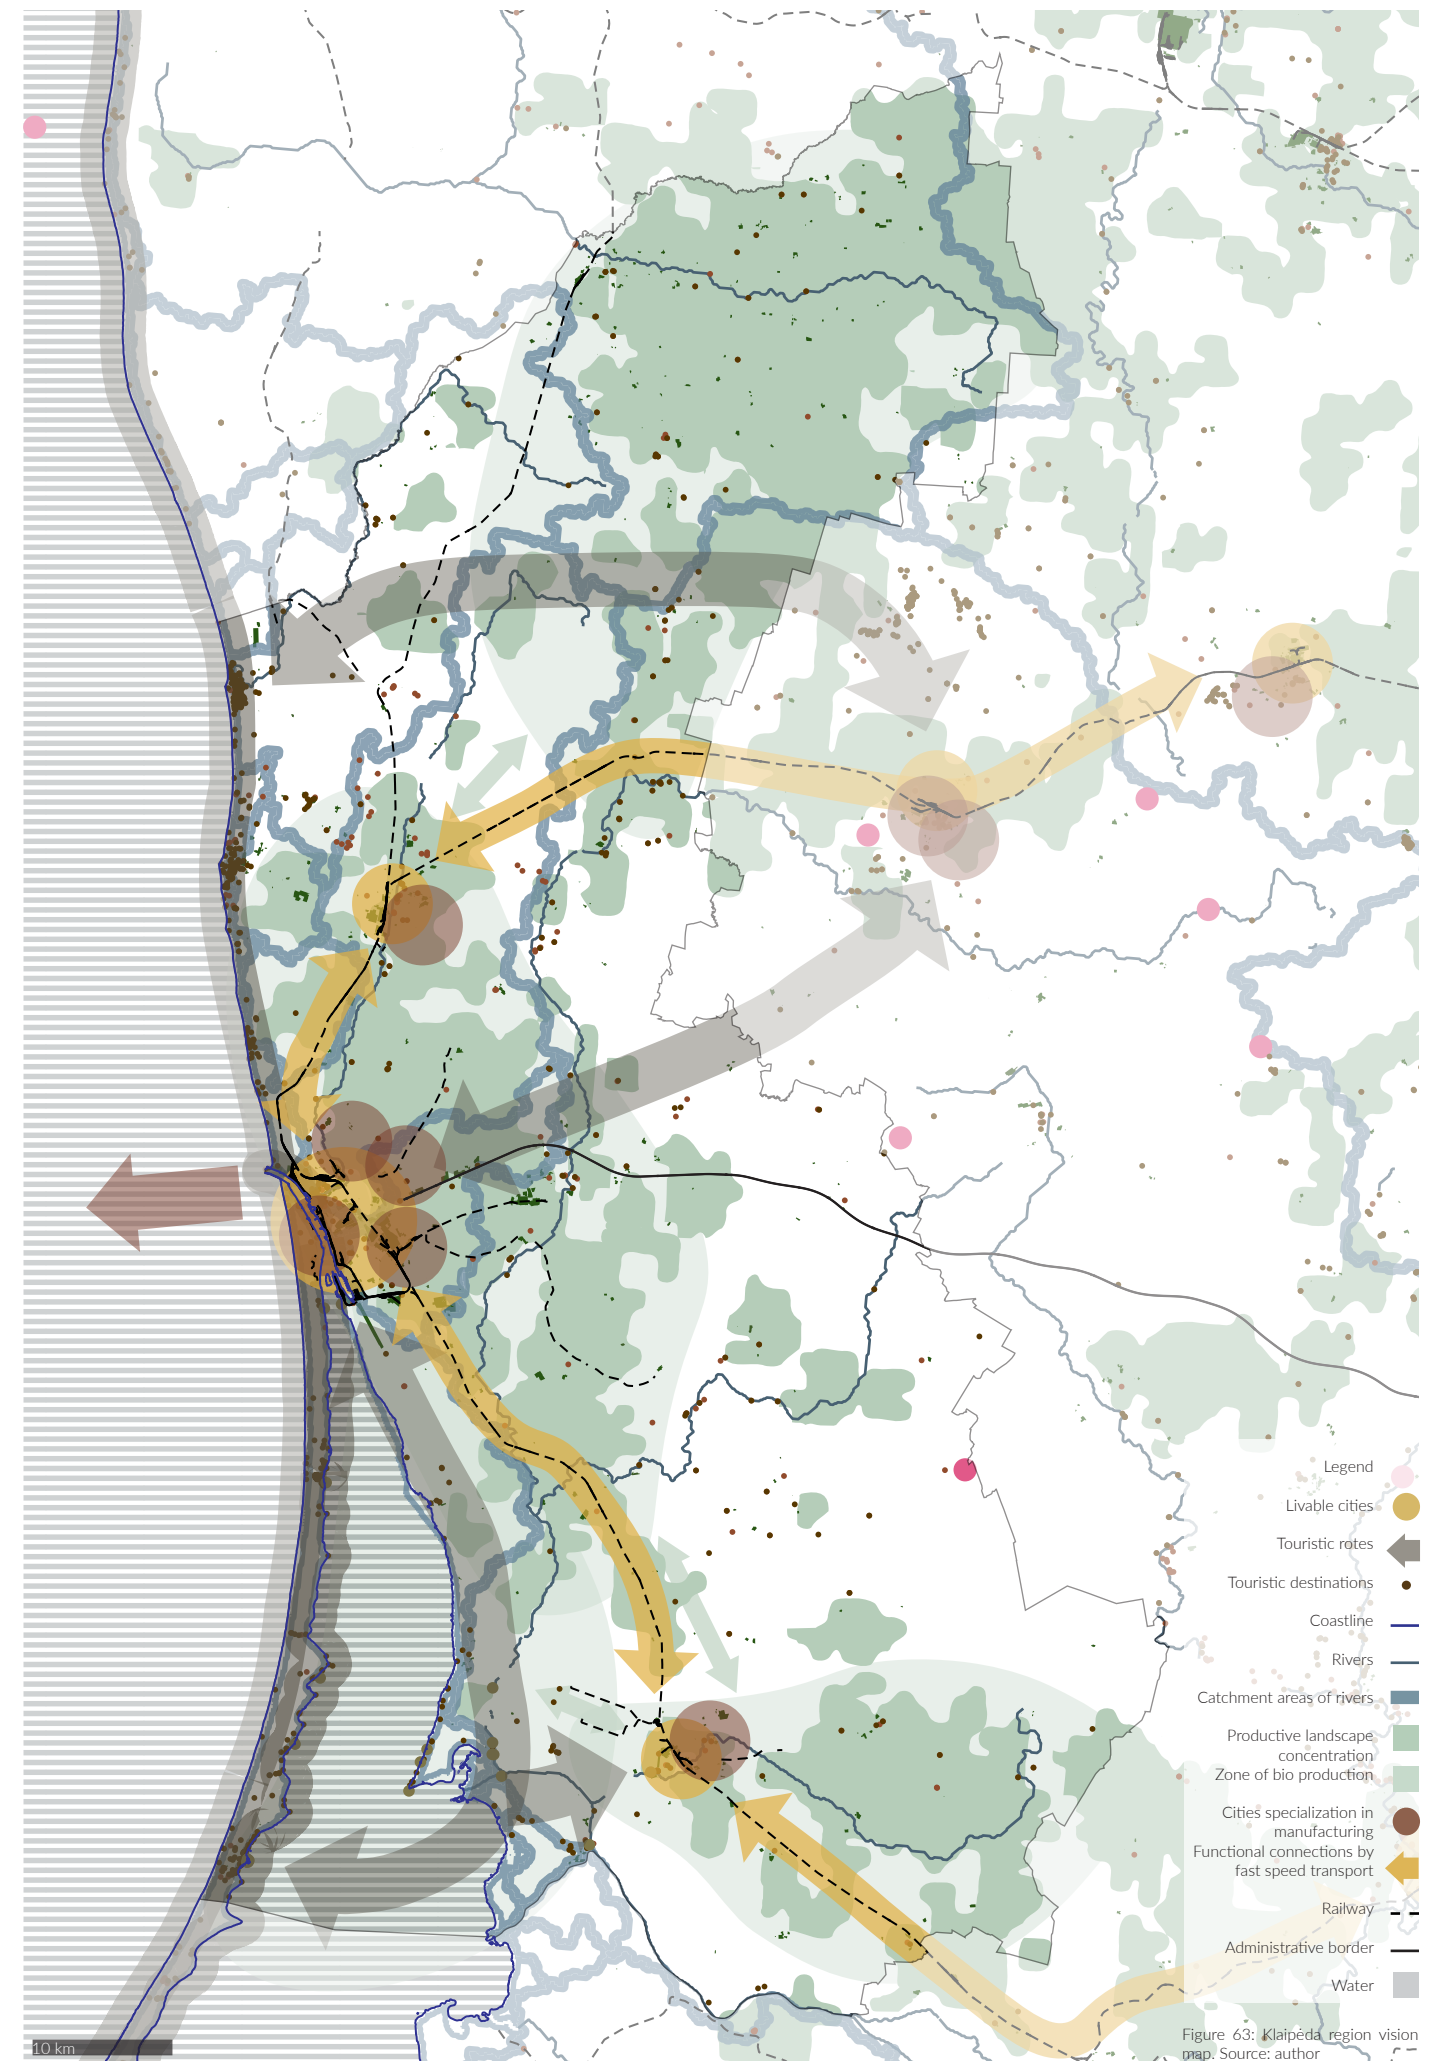 Legend
Livable cities
Touristic rotes
Touristic destinations
Coastline
Rivers
Catchment areas of rivers
Productive landscape
concentration
Zone of bio production
Cities specialization in
manufacturing
Functional connections by
fast speed transport
Railway
Administrative border
Water
Figure 63: Klaipėda region vision
map. Source: author
10 km